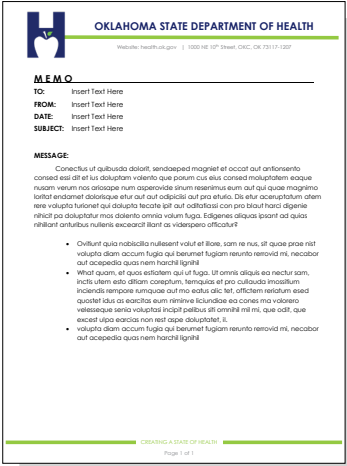 OKLAHOMA STATE DEPARTMENT OF HEALTH
Website: health.ok.gov | 1000 NE 10th Street, OKC, OK 73117-1207
MEMO
TO: Insert Text Here
FROM: Insert Text Here
DATE: Insert Text Here
SUBJECT: Insert Text Here
MESSAGE:
Conectius ut quibusda dolorit, sendaeped magniet et occat aut antionsento
consed essi dit et ius doluptam volento que porum cus eius consed moluptatem eaque
nusam verum nos oriosape num asperovide sinum resenimus eum aut qui quae magnimo
loritat endamet dolorisque etur aut aut odipiciis aut pra eturio. Dis etur aceruptatum atem
rere volupta turionet qui dolupta tecate ipit aut oditatiassi con pro blaut harci digenie
nihicit pa doluptatur mos dolento omnia volum fuga. Edigenes aliquas ipsant ad quias
nihillant anturibus nullenis excearcit illant as viderspero officatur?
• Ovitiunt quia nobiscilla nullesent volut et illore, sam re nus, sit quae prae nist
volupta diam accum fugia qui berumet fugiam rerunto rerrovid mi, necabor
aut acepedia quas nem harchil lignihil
• What quam, et quos estiatem qui ut fuga. Ut omnis aliquis ea nectur sam,
inctis utem esto ditiam coreptum, temquias et pro cullauda imossitium
inciendis rempore rumquae aut mo eatus alic tet, offictem reriatum esed
quostet idus as earcitas eum niminve liciundiae ea cones ma volorero
velesseque senia voluptasi incipit pelibus siti omnihil mil mi, que odit, que
excest ulpa earcias non rest aspe doluptatet, il.
• volupta diam accum fugia qui berumet fugiam rerunto rerrovid mi, necabor
aut acepedia quas nem harchil lignihil
CREATING A STATE OF HEALTH
Page 1 of 1